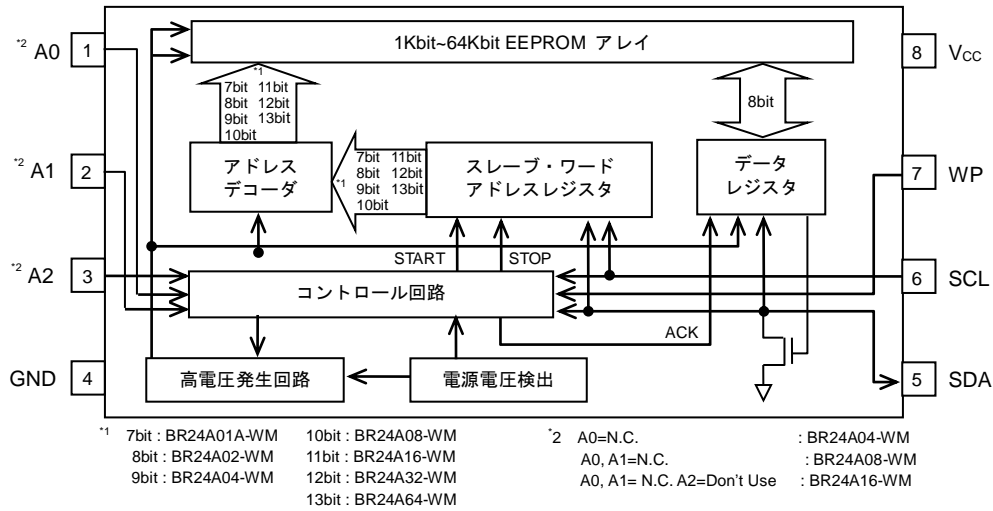 1Kbit~64Kbit EEPROM アレイ
*2 A0 1
8 VCC
*1
7bit 11bit
8bit 12bit
9bit 13bit
10bit
8bit
*2 A1 2
アドレス
デコーダ
*1
7bit 11bit
8bit 12bit
9bit 13bit
10bit
スレーブ・ワード
アドレスレジスタ
データ
レジスタ
7 WP
START STOP
*2 A2 3
コントロール回路
6 SCL
ACK
GND 4
高電圧発生回路
電源電圧検出
5 SDA
*1 7bit : BR24A01A-WM
8bit : BR24A02-WM
9bit : BR24A04-WM
10bit : BR24A08-WM
11bit : BR24A16-WM
12bit : BR24A32-WM
13bit : BR24A64-WM
*2 A0=N.C. : BR24A04-WM
A0, A1=N.C. : BR24A08-WM
A0, A1= N.C. A2=Don't Use : BR24A16-WM